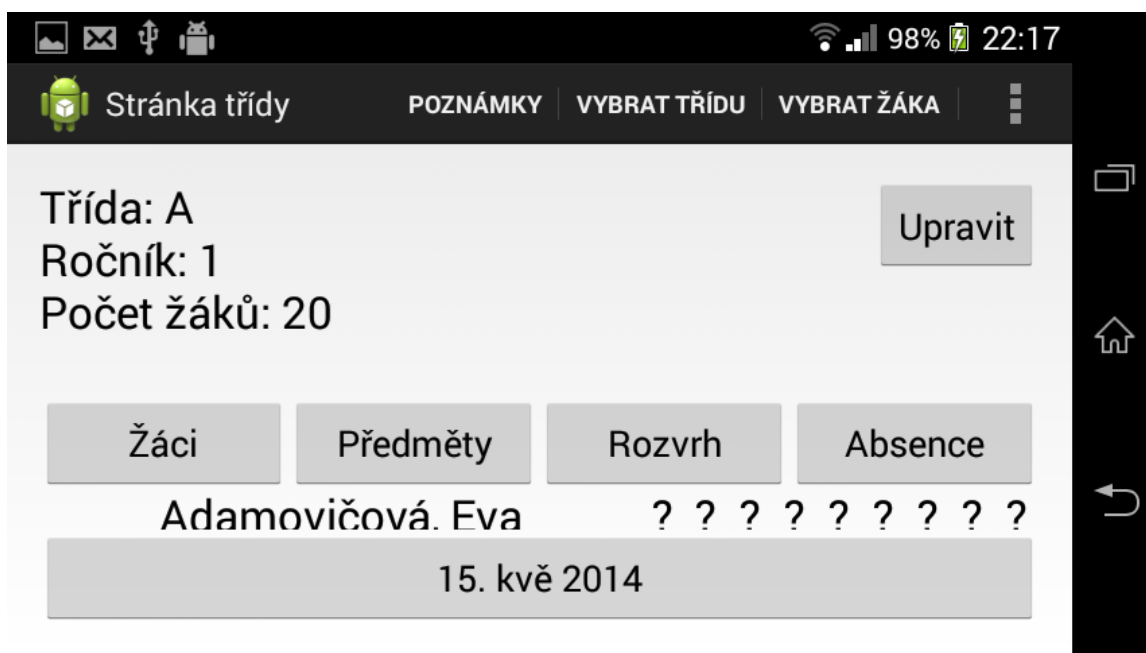 98% 22:17
Stránka třídy POZNÁMKY VYBRAT TŘÍDU VYBRAT ŽÁKA
Třída: A
Upravit
Ročník: 1
Počet žáků: 20
Žáci Předměty Rozvrh Absence
Adamovičová, Eva ? ? ? ? ? ? ? ? ?
15. kvě 2014